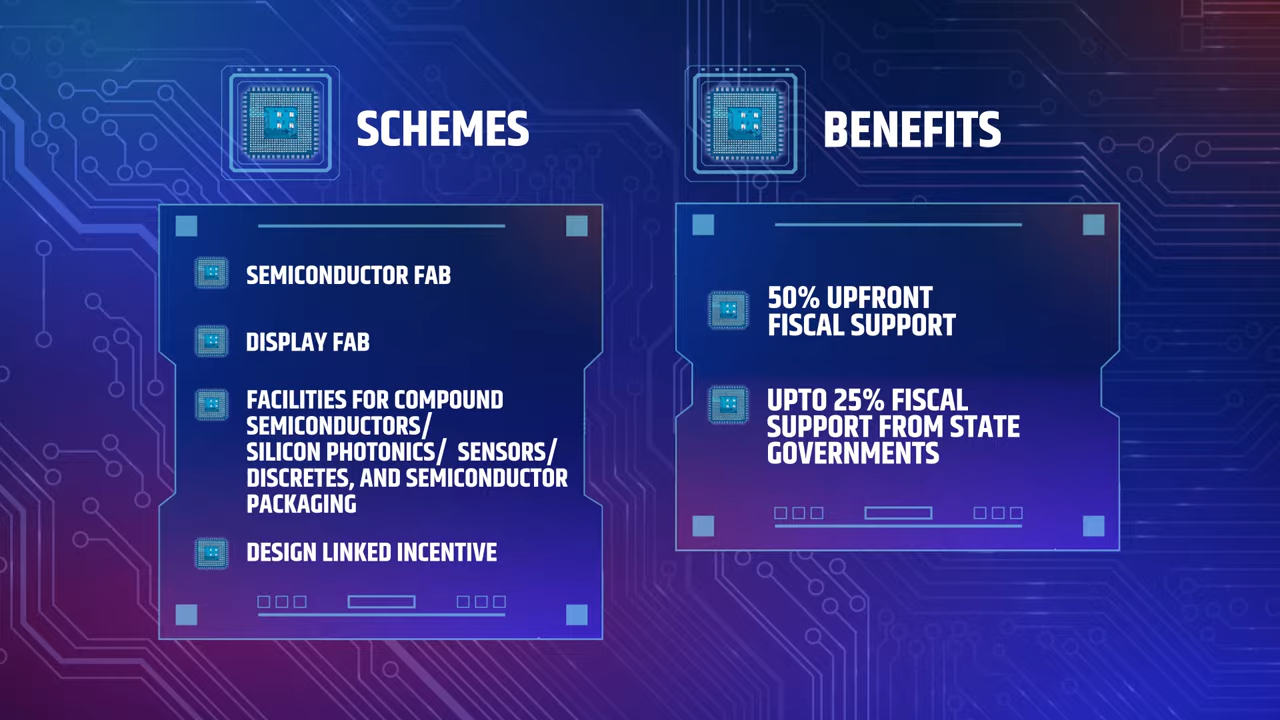 SCHEMES
SEMICONDUCTOR FAB
DISPLAY FAB
FACILITIES FOR COMPOUND
SEMICONDUCTORS/
SILICON PHOTONICS/ SENSORS/
DISCRETES, AND SEMICONDUCTOR
PACKAGING
DESIGN LINKED INCENTIVE
BENEFITS
50% UPFRONT
FISCAL SUPPORT
UPTO 25% FISCAL
SUPPORT FROM STATE
GOVERNMENTS